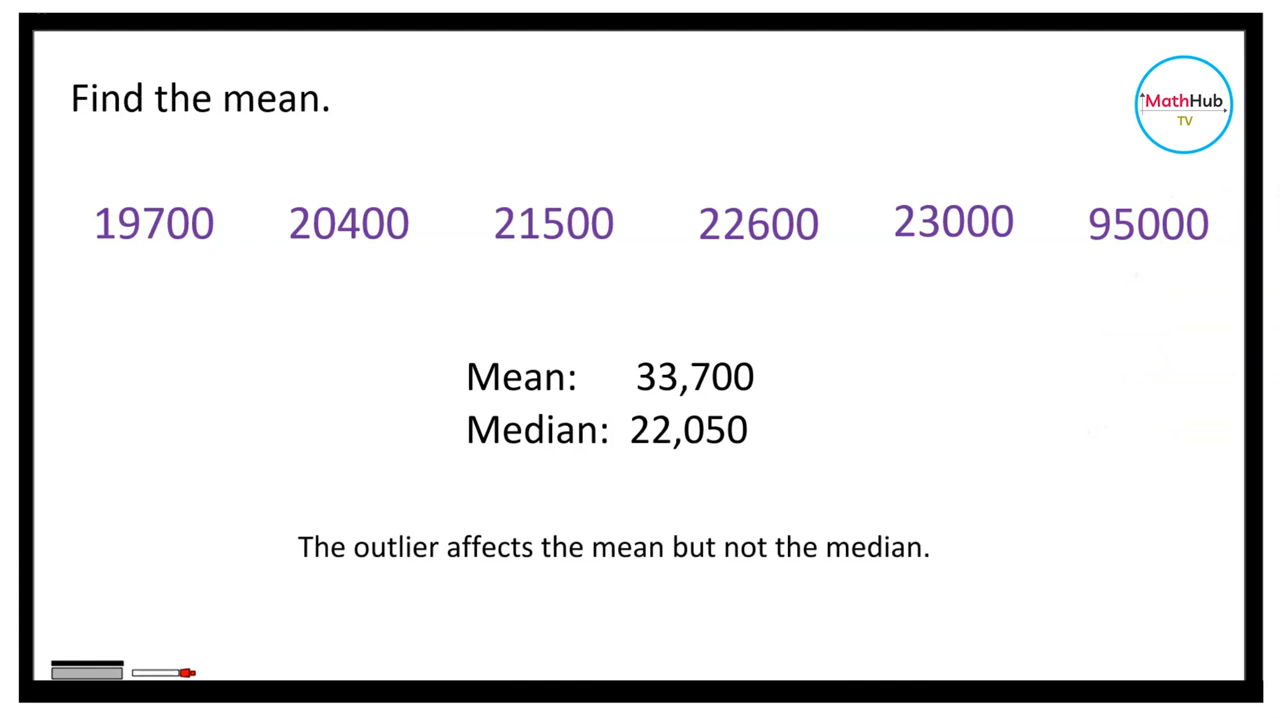 Find the mean.
MathHub
TV
19700 20400 21500 22600 23000 95000
Mean: 33,700
Median: 22,050
The outlier affects the mean but not the median.